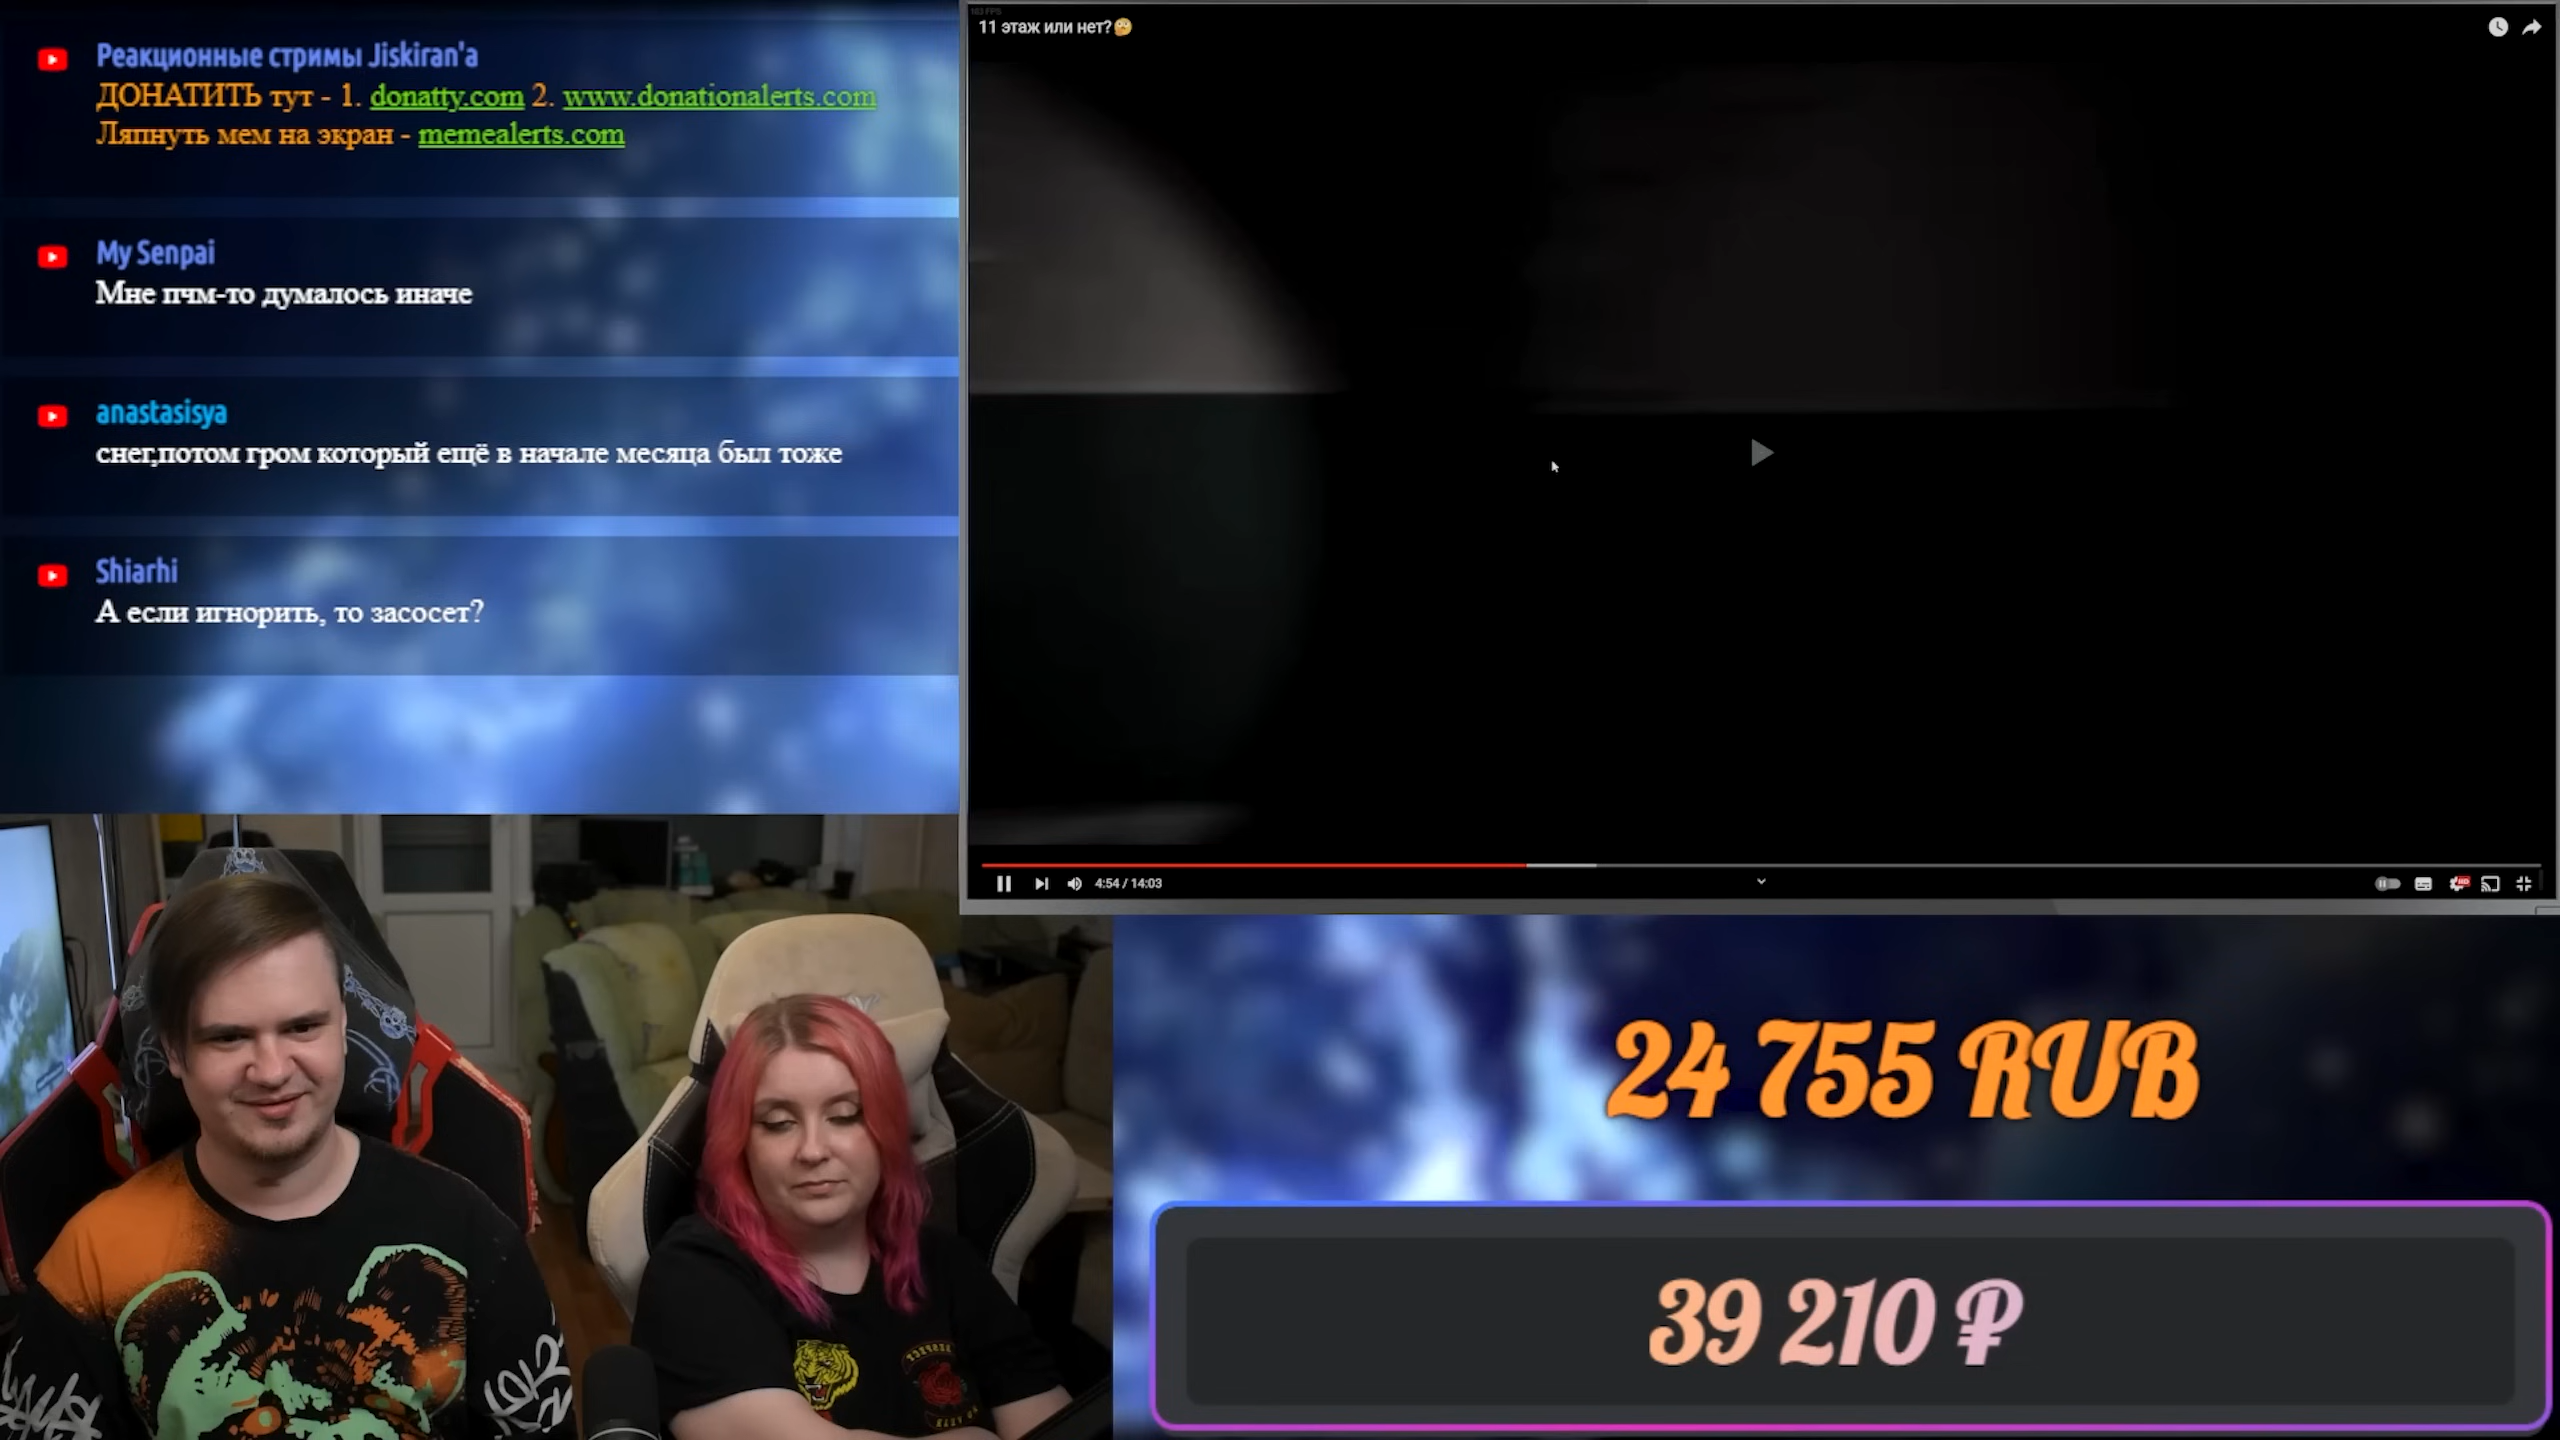 Реакционные стримы Jiskiran'a
ДОНАТИТЬ тут - 1. donatty.com 2. www.donationalerts.com
Ляпнуть мем на экран - memealerts.com
My Senpai
Мне пчм-то думалось иначе
anastasisya
снег,потом гром который ещё в начале месяца был тоже
Shiarhi
А если игнорить, то засосет?
11 этаж или нет?🤔
4:54 / 14:03
HD
24 755 RUB
39 210 ₽